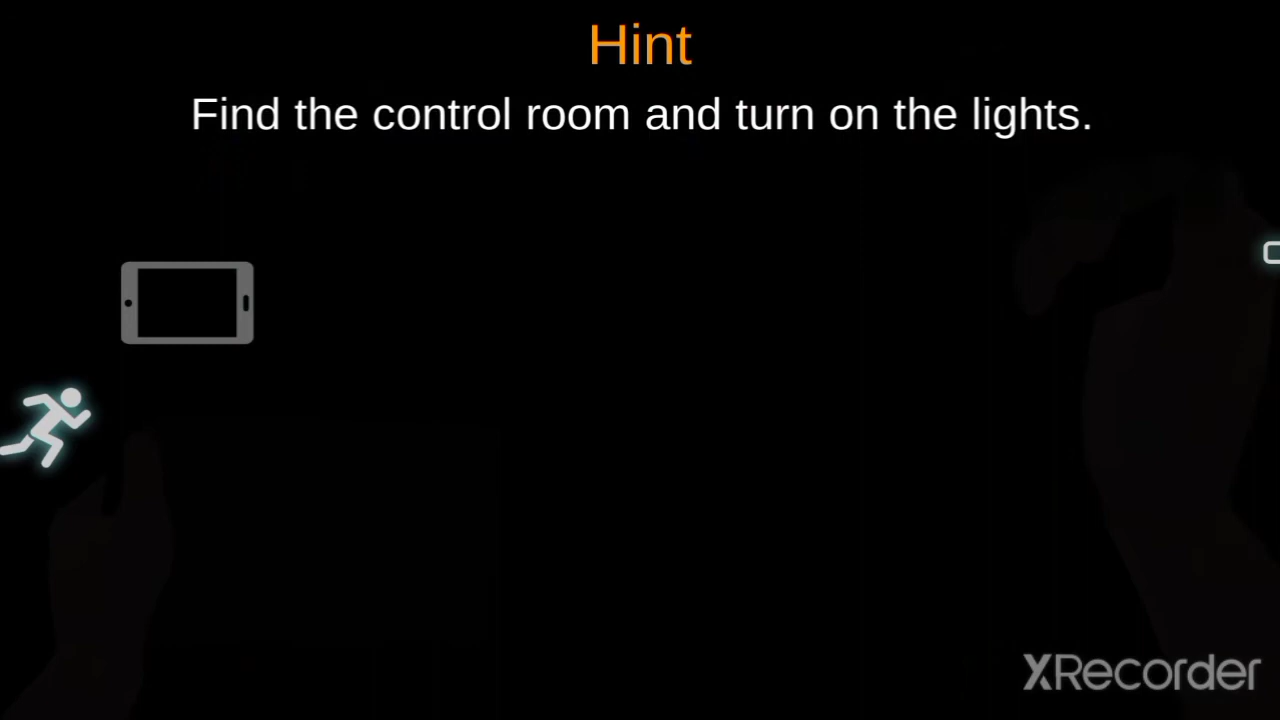 Hint
Find the control room and turn on the lights.
XRecorder